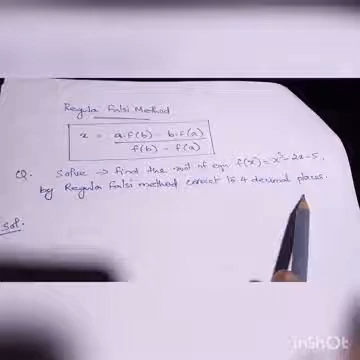 Regula Falsi Method
x = a.f(b) - b.f(a) / f(b) - f(a)
Q. Solve → find the root of eqn f(x) = x³-2x-5,
by Regula Falsi method correct to 4 decimal places.
Sol.
InShOt